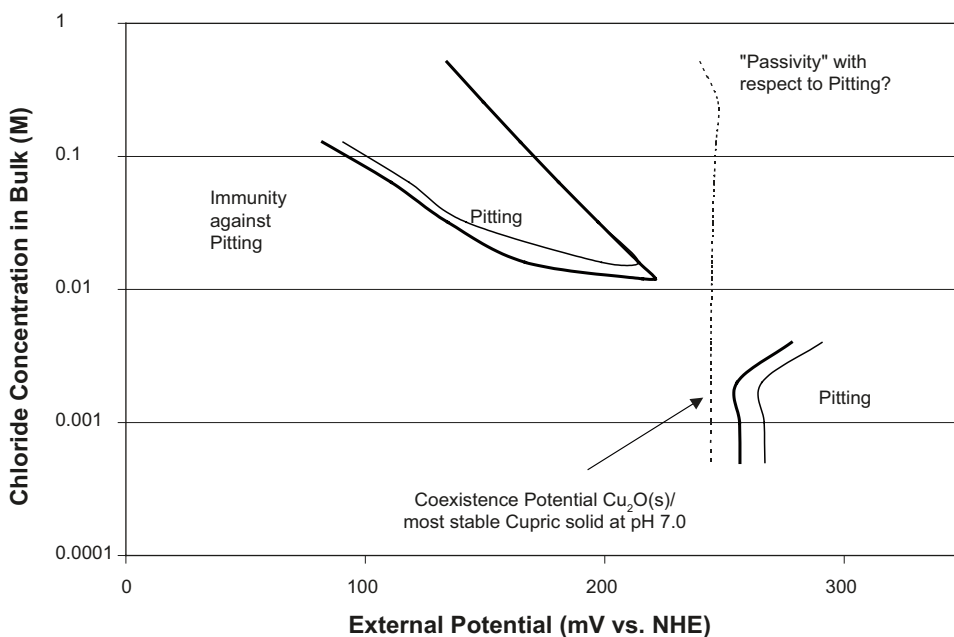 Chloride Concentration in Bulk (M)
1
0.1
0.01
0.001
0.0001
"Passivity" with
respect to Pitting?
Immunity
against
Pitting
Pitting
Pitting
Coexistence Potential Cu₂O(s)/
most stable Cupric solid at pH 7.0
0
100
200
300
External Potential (mV vs. NHE)